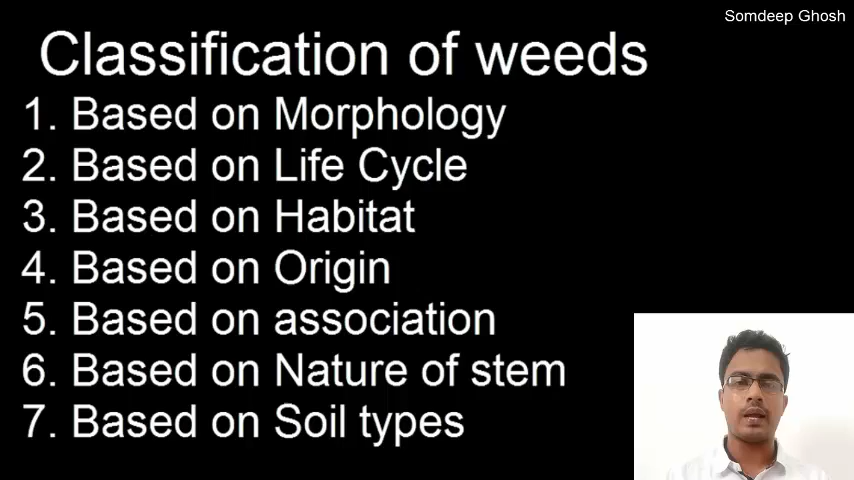 Somdeep Ghosh
Classification of weeds
1. Based on Morphology
2. Based on Life Cycle
3. Based on Habitat
4. Based on Origin
5. Based on association
6. Based on Nature of stem
7. Based on Soil types